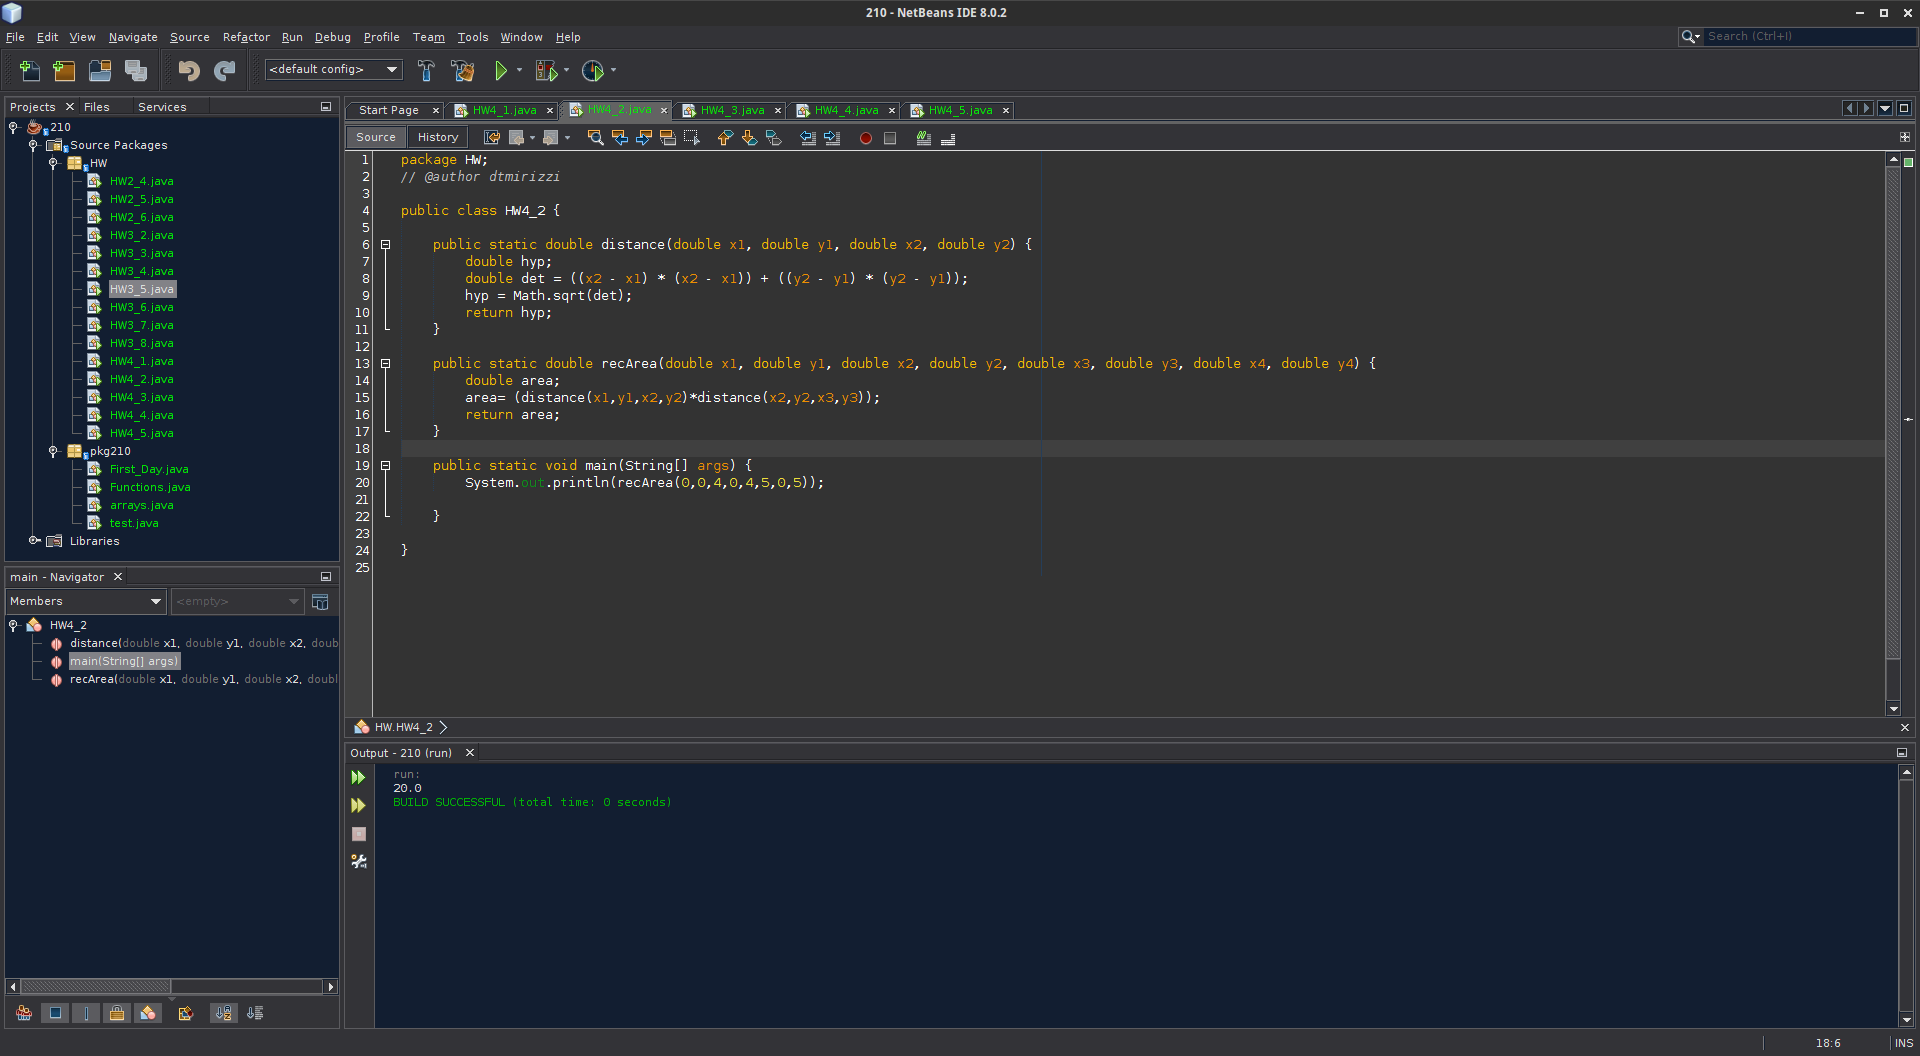 210 - NetBeans IDE 8.0.2
File Edit View Navigate Source Refactor Run Debug Profile Team Tools Window Help
Search (Ctrl+I)
<default config>
Projects Files Services
210
Source Packages
HW
HW2_4.java
HW2_5.java
HW2_6.java
HW3_2.java
HW3_3.java
HW3_4.java
HW3_5.java
HW3_6.java
HW3_7.java
HW3_8.java
HW4_1.java
HW4_2.java
HW4_3.java
HW4_4.java
HW4_5.java
pkg210
First_Day.java
Functions.java
arrays.java
test.java
Libraries
main - Navigator
Members
<empty>
HW4_2
distance(double x1, double y1, double x2, doub
main(String[] args)
recArea(double x1, double y1, double x2, doubl
Start Page HW4_1.java HW4_2.java HW4_3.java HW4_4.java HW4_5.java
Source History
1 package HW;
2 // @author dtmirizzi
3
4 public class HW4_2 {
5
6 public static double distance(double x1, double y1, double x2, double y2) {
7 double hyp;
8 double det = ((x2 - x1) * (x2 - x1)) + ((y2 - y1) * (y2 - y1));
9 hyp = Math.sqrt(det);
10 return hyp;
11 }
12
13 public static double recArea(double x1, double y1, double x2, double y2, double x3, double y3, double x4, double y4) {
14 double area;
15 area= (distance(x1,y1,x2,y2)*distance(x2,y2,x3,y3));
16 return area;
17 }
18
19 public static void main(String[] args) {
20 System.out.println(recArea(0,0,4,0,4,5,0,5));
21
22 }
23
24 }
25
HW.HW4_2
Output - 210 (run)
run:
20.0
BUILD SUCCESSFUL (total time: 0 seconds)
18:6 INS